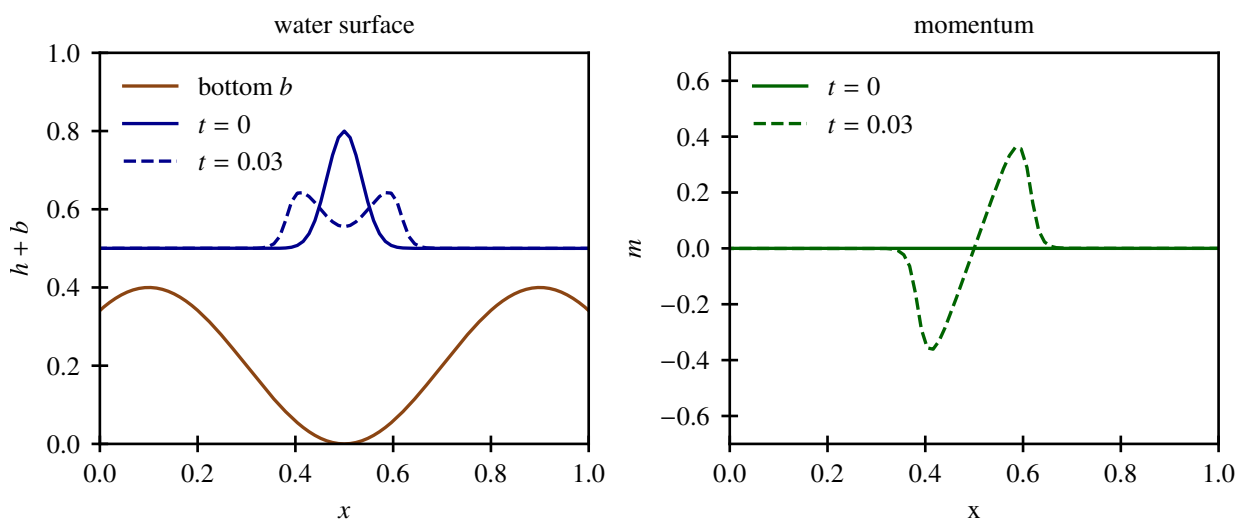 water surface
1.0
0.8
0.6
0.4
0.2
0.0
h + b
bottom b
t = 0
t = 0.03
0.0 0.2 0.4 0.6 0.8 1.0
x
momentum
0.6
0.4
0.2
0.0
−0.2
−0.4
−0.6
m
t = 0
t = 0.03
0.0 0.2 0.4 0.6 0.8 1.0
x